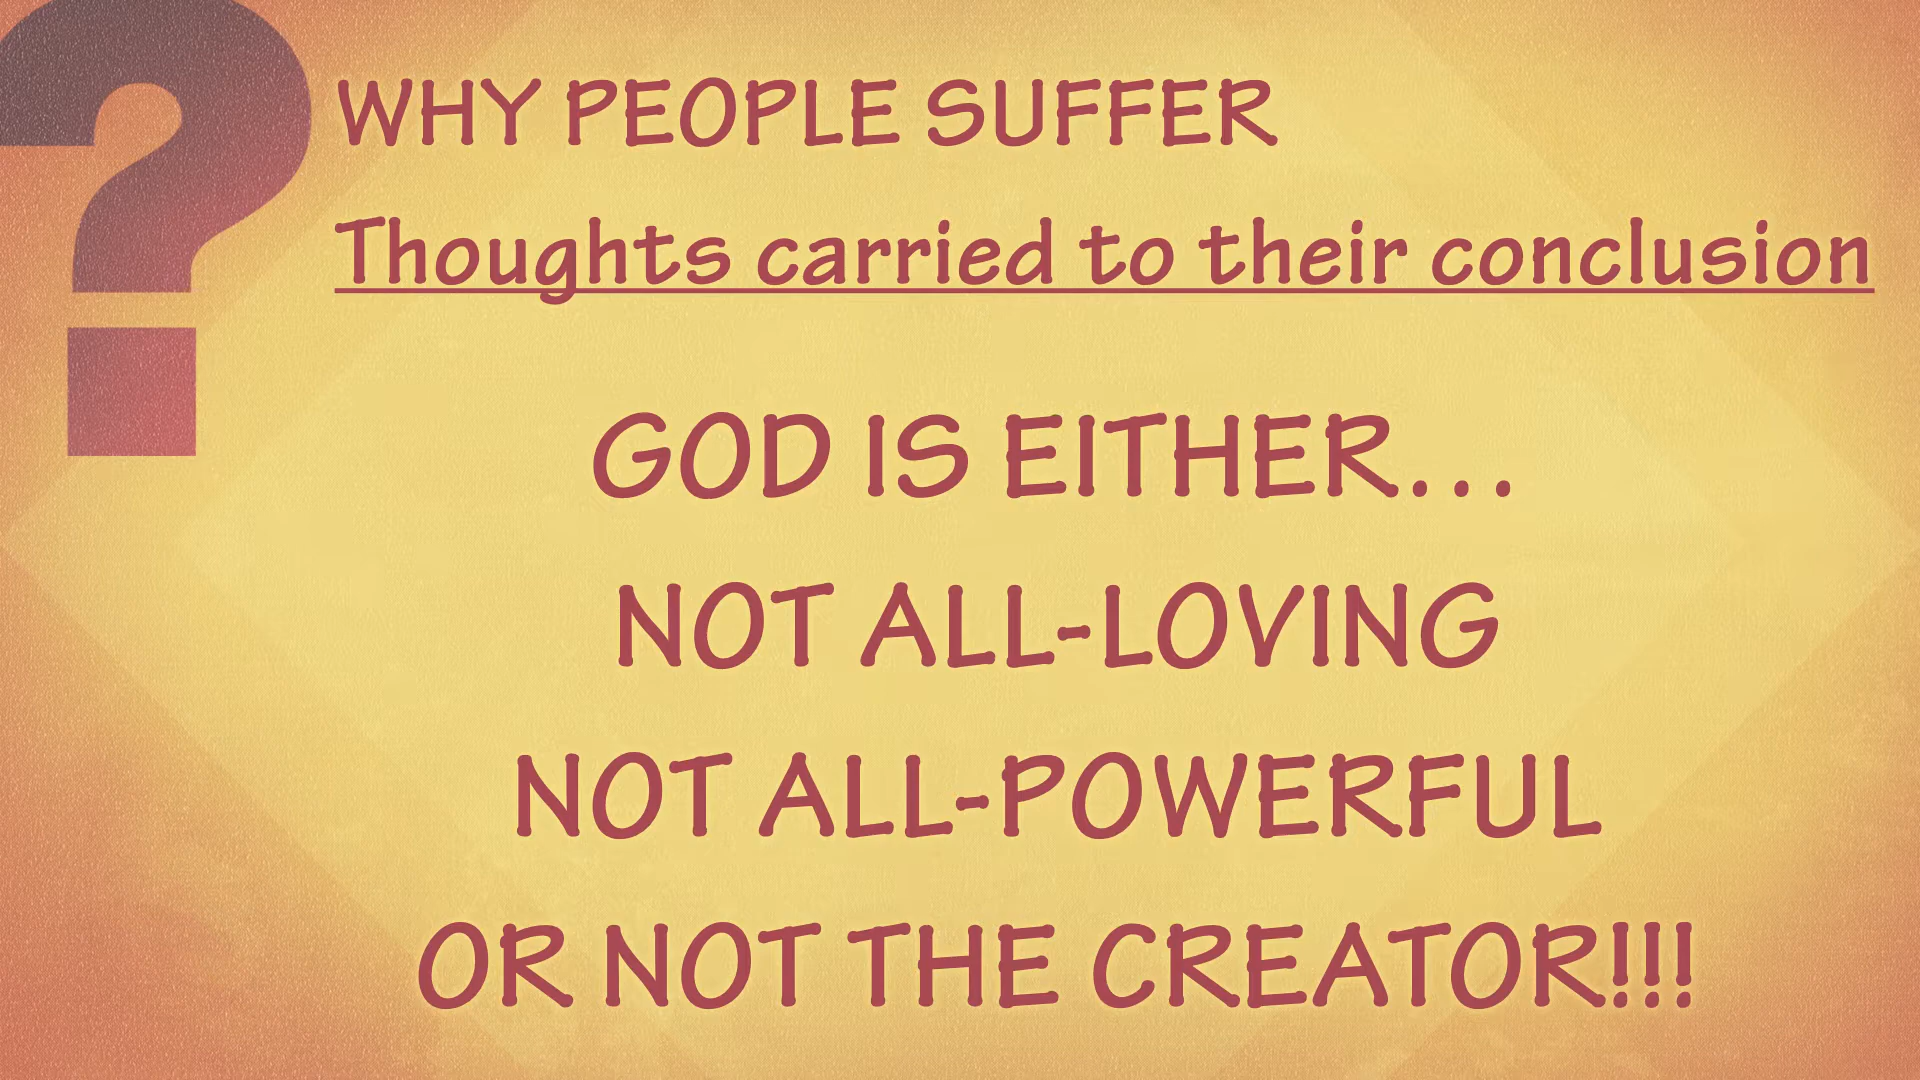 WHY PEOPLE SUFFER
Thoughts carried to their conclusion
GOD IS EITHER...
NOT ALL-LOVING
NOT ALL-POWERFUL
OR NOT THE CREATOR!!!
?